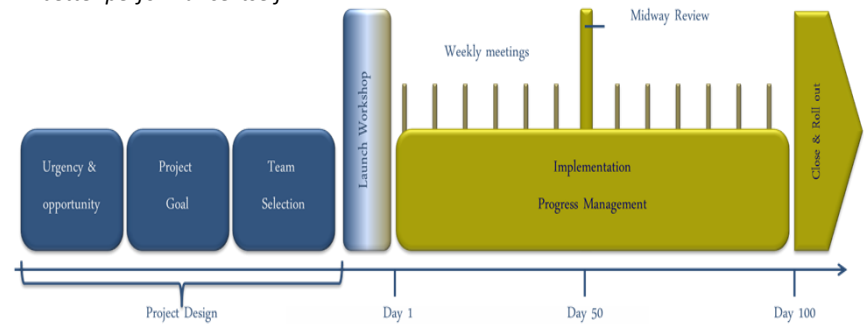 Midway Review
Weekly meetings
Launch Workshop
Close & Roll out
Urgency &
opportunity
Project
Goal
Team
Selection
Implementation
Progress Management
Project Design
Day 1
Day 50
Day 100